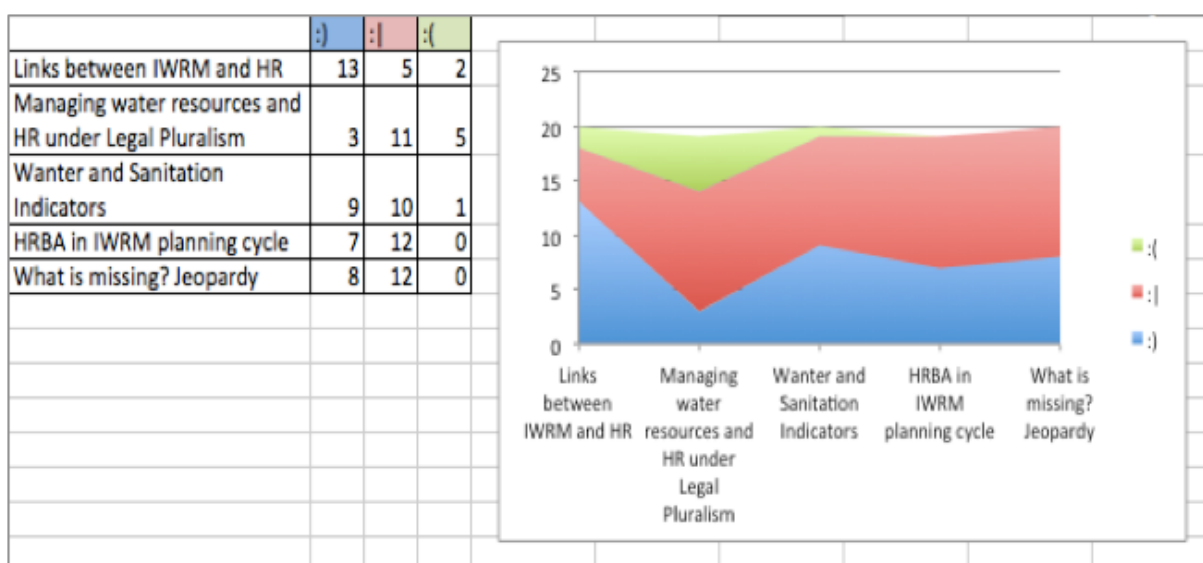 :) :| :(
Links between IWRM and HR 13 5 2
Managing water resources and
HR under Legal Pluralism 3 11 5
Wanter and Sanitation
Indicators 9 10 1
HRBA in IWRM planning cycle 7 12 0
What is missing? Jeopardy 8 12 0
25
20
15
10
5
0
Links between IWRM and HR
Managing water resources and HR under Legal Pluralism
Wanter and Sanitation Indicators
HRBA in IWRM planning cycle
What is missing? Jeopardy
:(
:|
:)